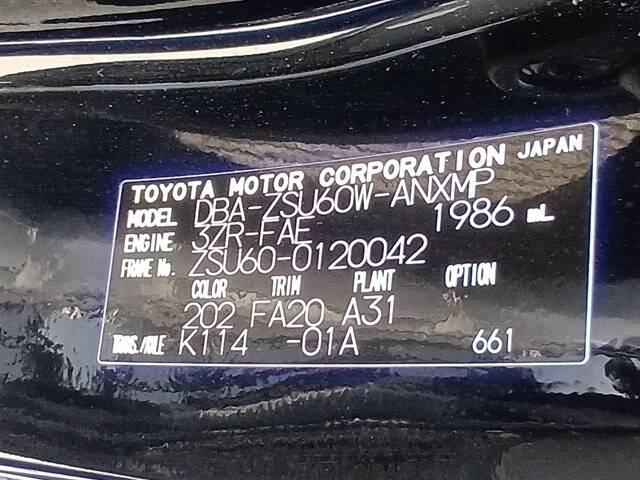 TOYOTA MOTOR CORPORATION JAPAN
MODEL DBA-ZSU60W-ANXMP
ENGINE 3ZR-FAE 1986 mL
FRAME No. ZSU60-0120042
COLOR TRIM PLANT OPTION
202 FA20 A31
TRANS./AXLE K114 -01A 661